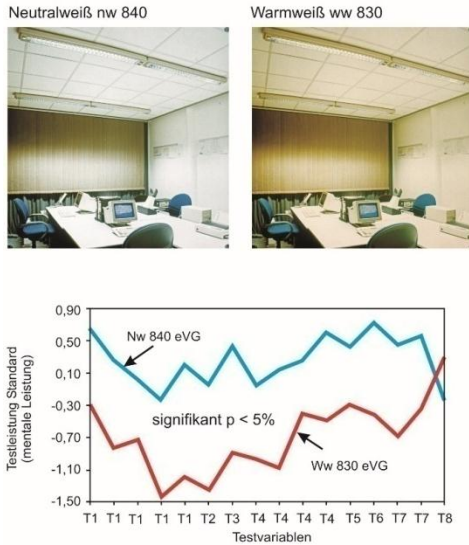 Neutralweiß nw 840
Warmweiß ww 830
Testleistung Standard
(mentale Leistung)
0,90
0,50
0,10
-0,30
-0,70
-1,10
-1,50
Nw 840 eVG
signifikant p < 5%
Ww 830 eVG
T1 T1 T1 T1 T1 T2 T3 T4 T4 T4 T4 T5 T6 T7 T7 T8
Testvariablen